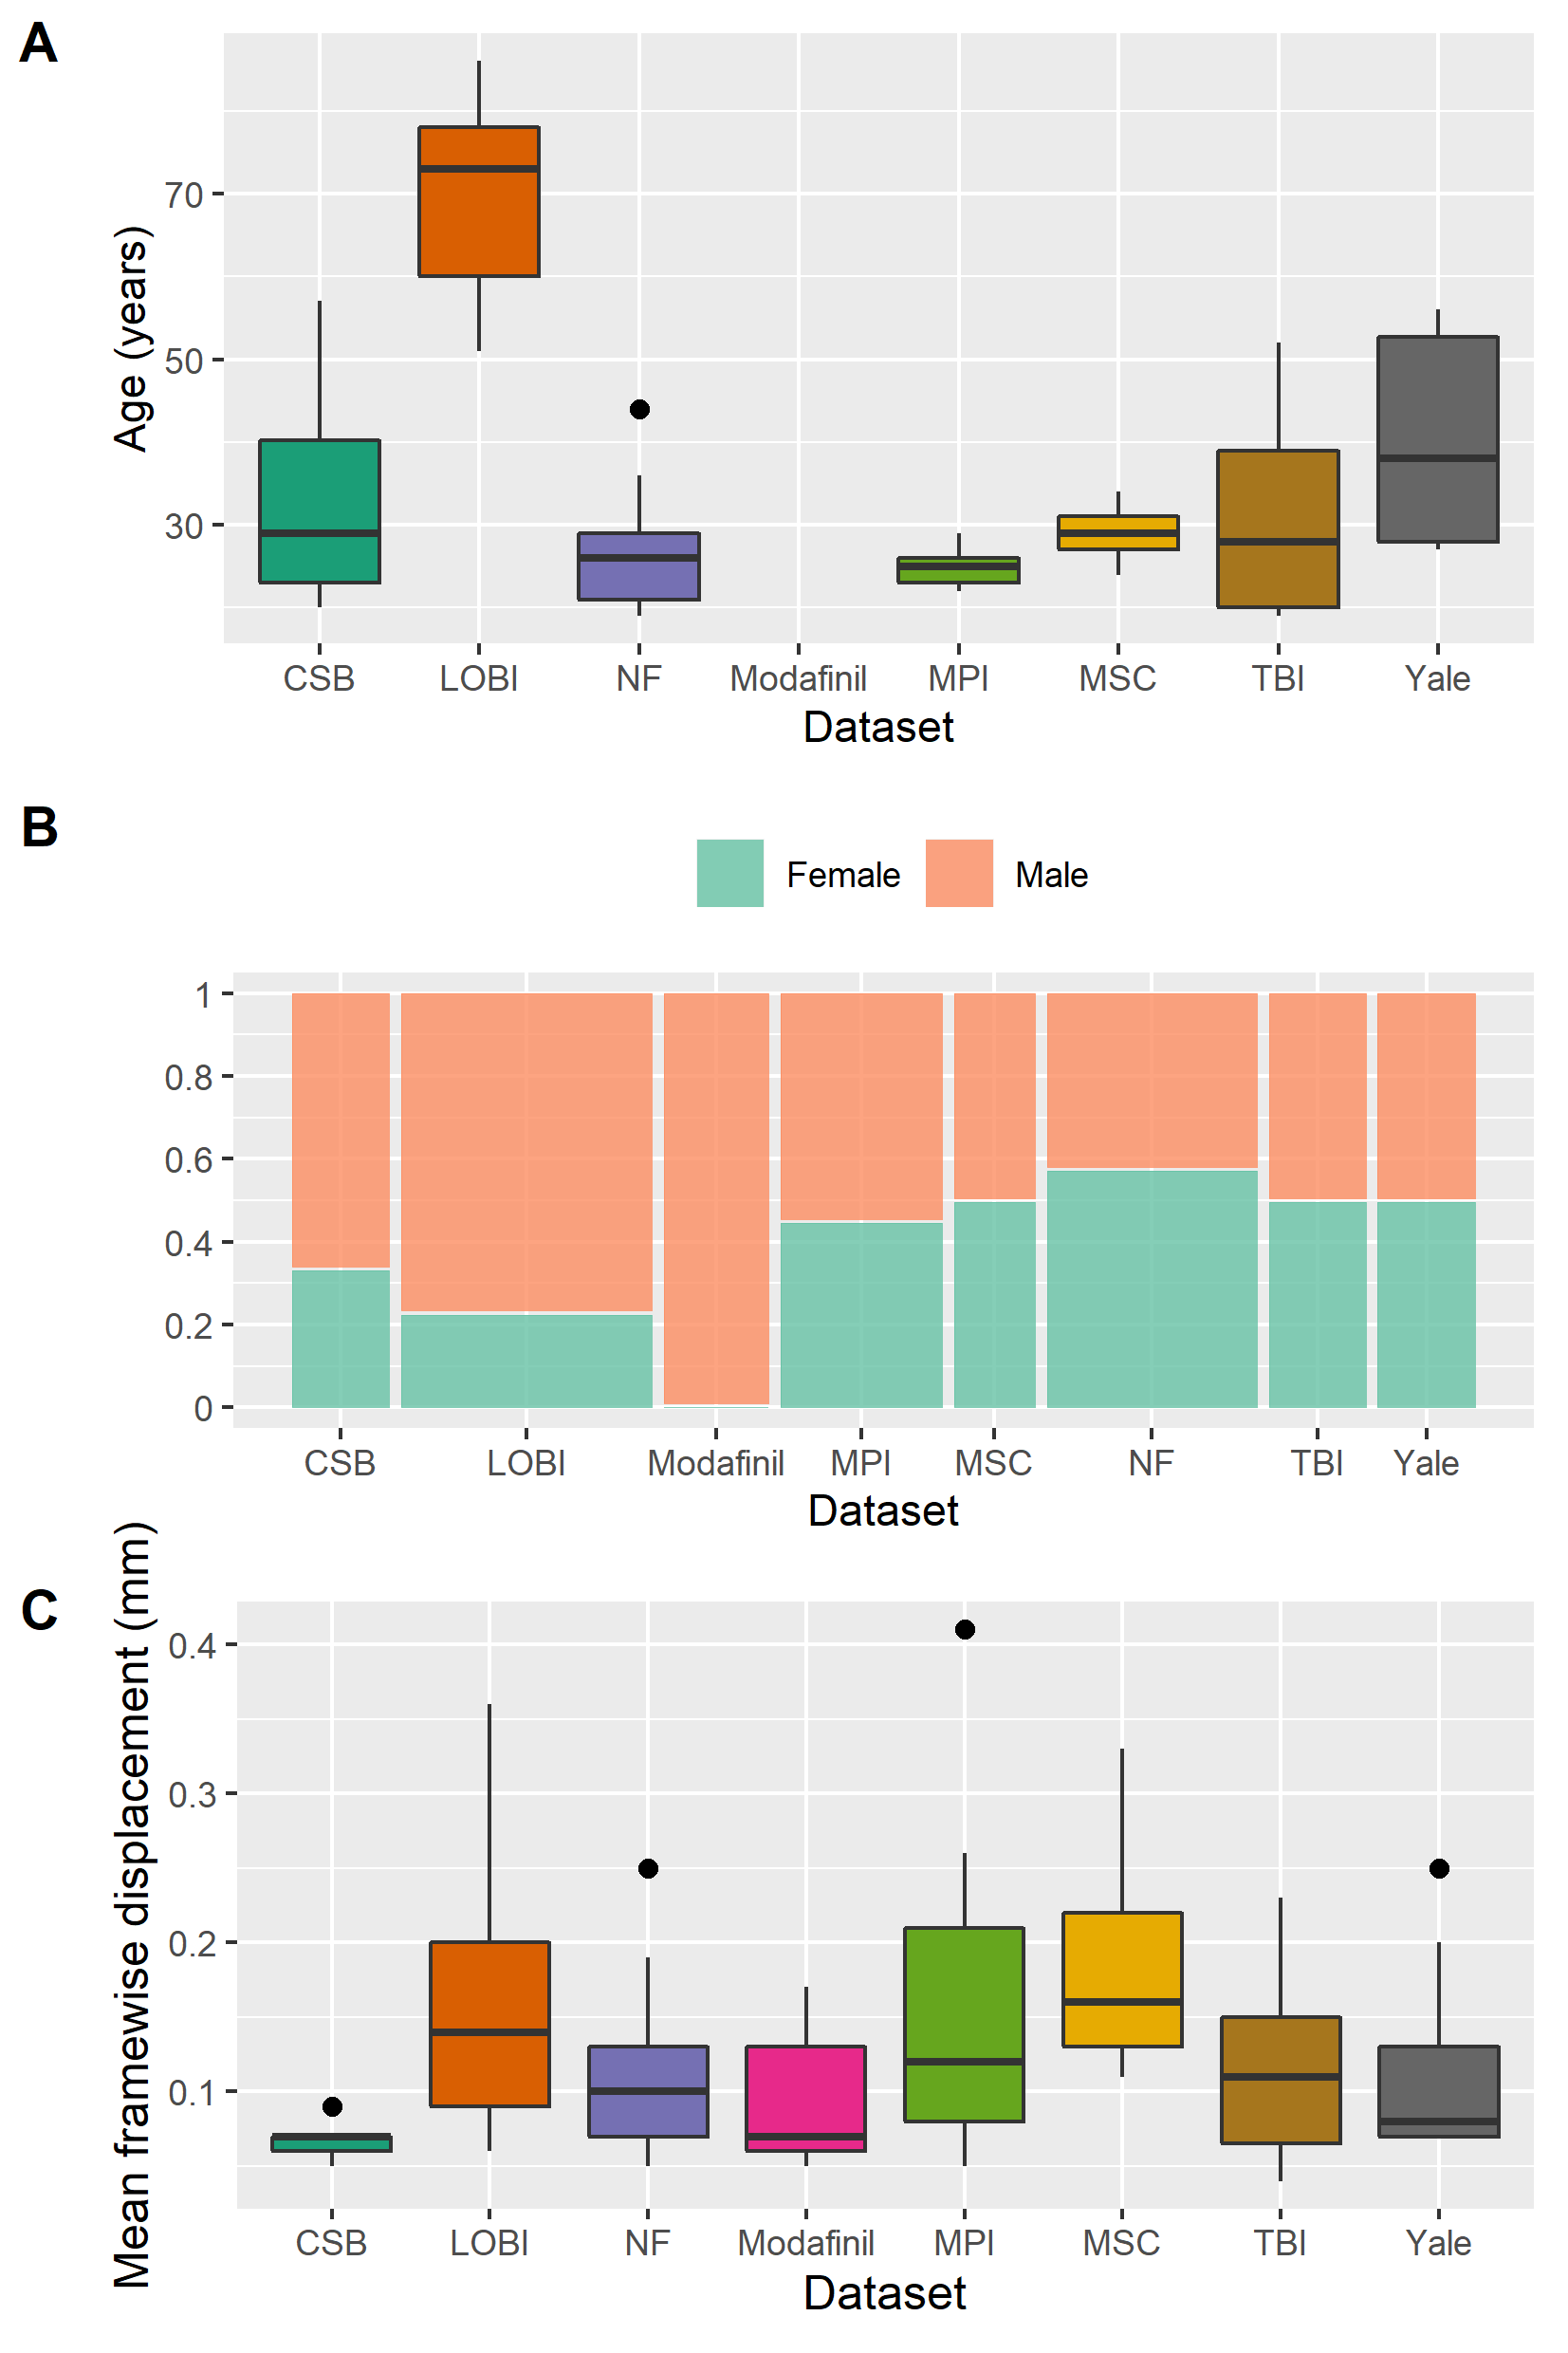 A
Age (years)
70
50
30
CSB LOBI NF Modafinil MPI MSC TBI Yale
Dataset
B
Female Male
1
0.8
0.6
0.4
0.2
0
CSB LOBI Modafinil MPI MSC NF TBI Yale
Dataset
C
Mean framewise displacement (mm)
0.4
0.3
0.2
0.1
CSB LOBI NF Modafinil MPI MSC TBI Yale
Dataset